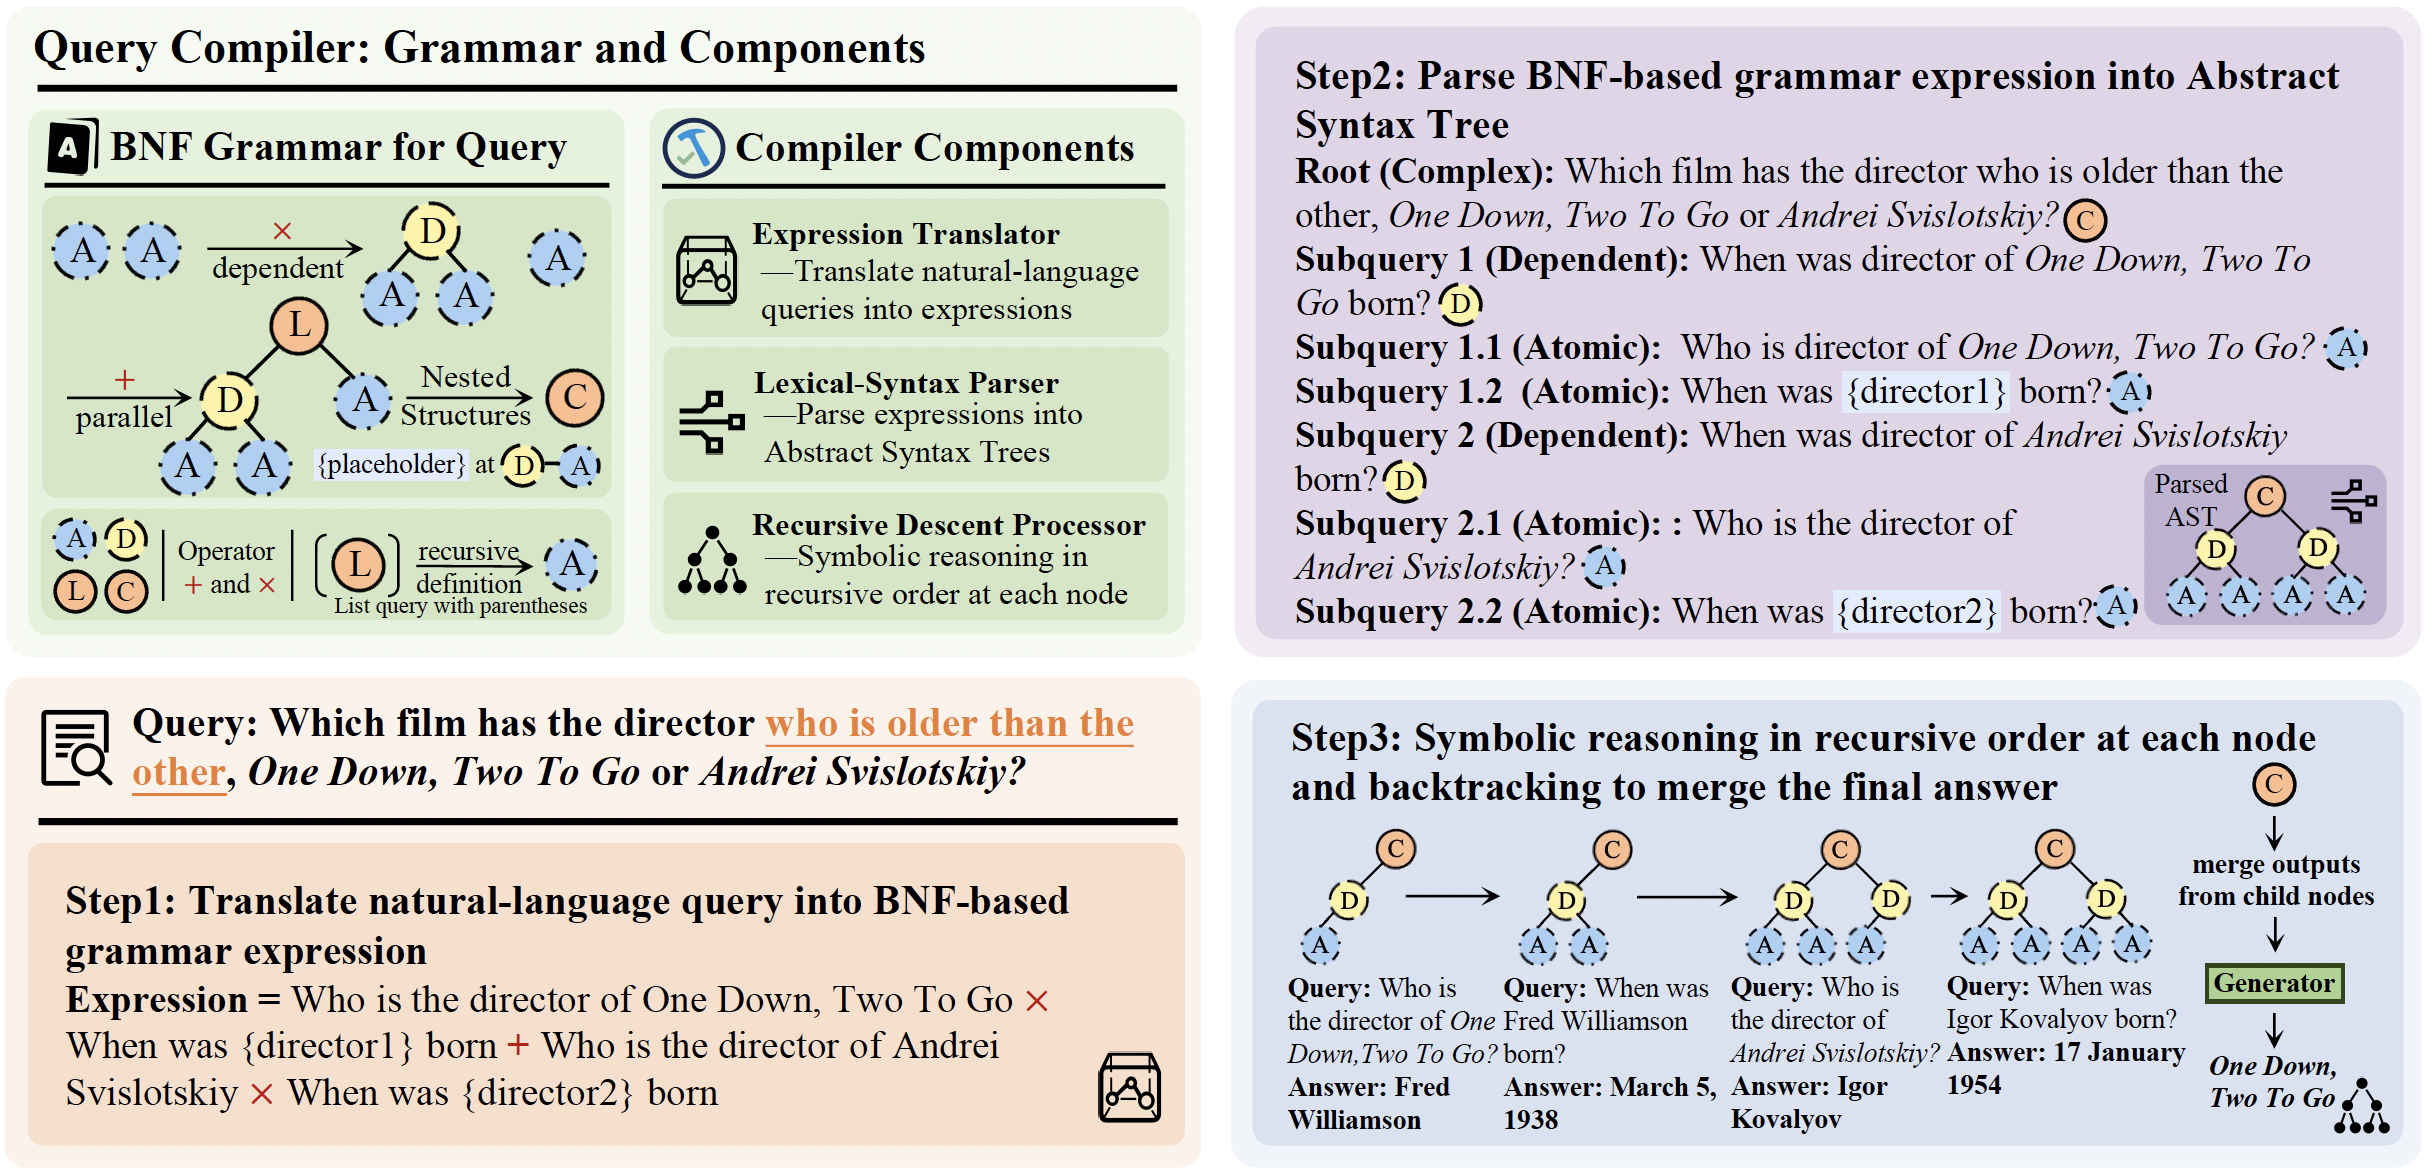 Query Compiler: Grammar and Components
A
BNF Grammar for Query
A A
×
dependent
D
A A
A
L
+
parallel
D
A
A A
Nested
Structures
C
{placeholder} at D A
A D
L C
Operator
+ and ×
L
recursive
definition
A
List query with parentheses
Compiler Components
Expression Translator
—Translate natural-language
queries into expressions
Lexical-Syntax Parser
—Parse expressions into
Abstract Syntax Trees
Recursive Descent Processor
—Symbolic reasoning in
recursive order at each node
Step2: Parse BNF-based grammar expression into Abstract
Syntax Tree
Root (Complex): Which film has the director who is older than the
other, One Down, Two To Go or Andrei Svislotskiy? C
Subquery 1 (Dependent): When was director of One Down, Two To
Go born? D
Subquery 1.1 (Atomic): Who is director of One Down, Two To Go? A
Subquery 1.2 (Atomic): When was {director1} born? A
Subquery 2 (Dependent): When was director of Andrei Svislotskiy
born? D
Subquery 2.1 (Atomic): : Who is the director of
Andrei Svislotskiy? A
Subquery 2.2 (Atomic): When was {director2} born? A
Parsed
AST
C
D D
A A A A
Query: Which film has the director who is older than the
other, One Down, Two To Go or Andrei Svislotskiy?
Step1: Translate natural-language query into BNF-based
grammar expression
Expression = Who is the director of One Down, Two To Go ×
When was {director1} born + Who is the director of Andrei
Svislotskiy × When was {director2} born
Step3: Symbolic reasoning in recursive order at each node
and backtracking to merge the final answer
C
D
A
Query: Who is
the director of One
Down,Two To Go?
Answer: Fred
Williamson
C
D
A A
Query: When was
Fred Williamson
born?
Answer: March 5,
1938
C
D D
A A A
Query: Who is
the director of
Andrei Svislotskiy?
Answer: Igor
Kovalyov
C
D D
A A A A
Query: When was
Igor Kovalyov born?
Answer: 17 January
1954
C
merge outputs
from child nodes
Generator
One Down,
Two To Go